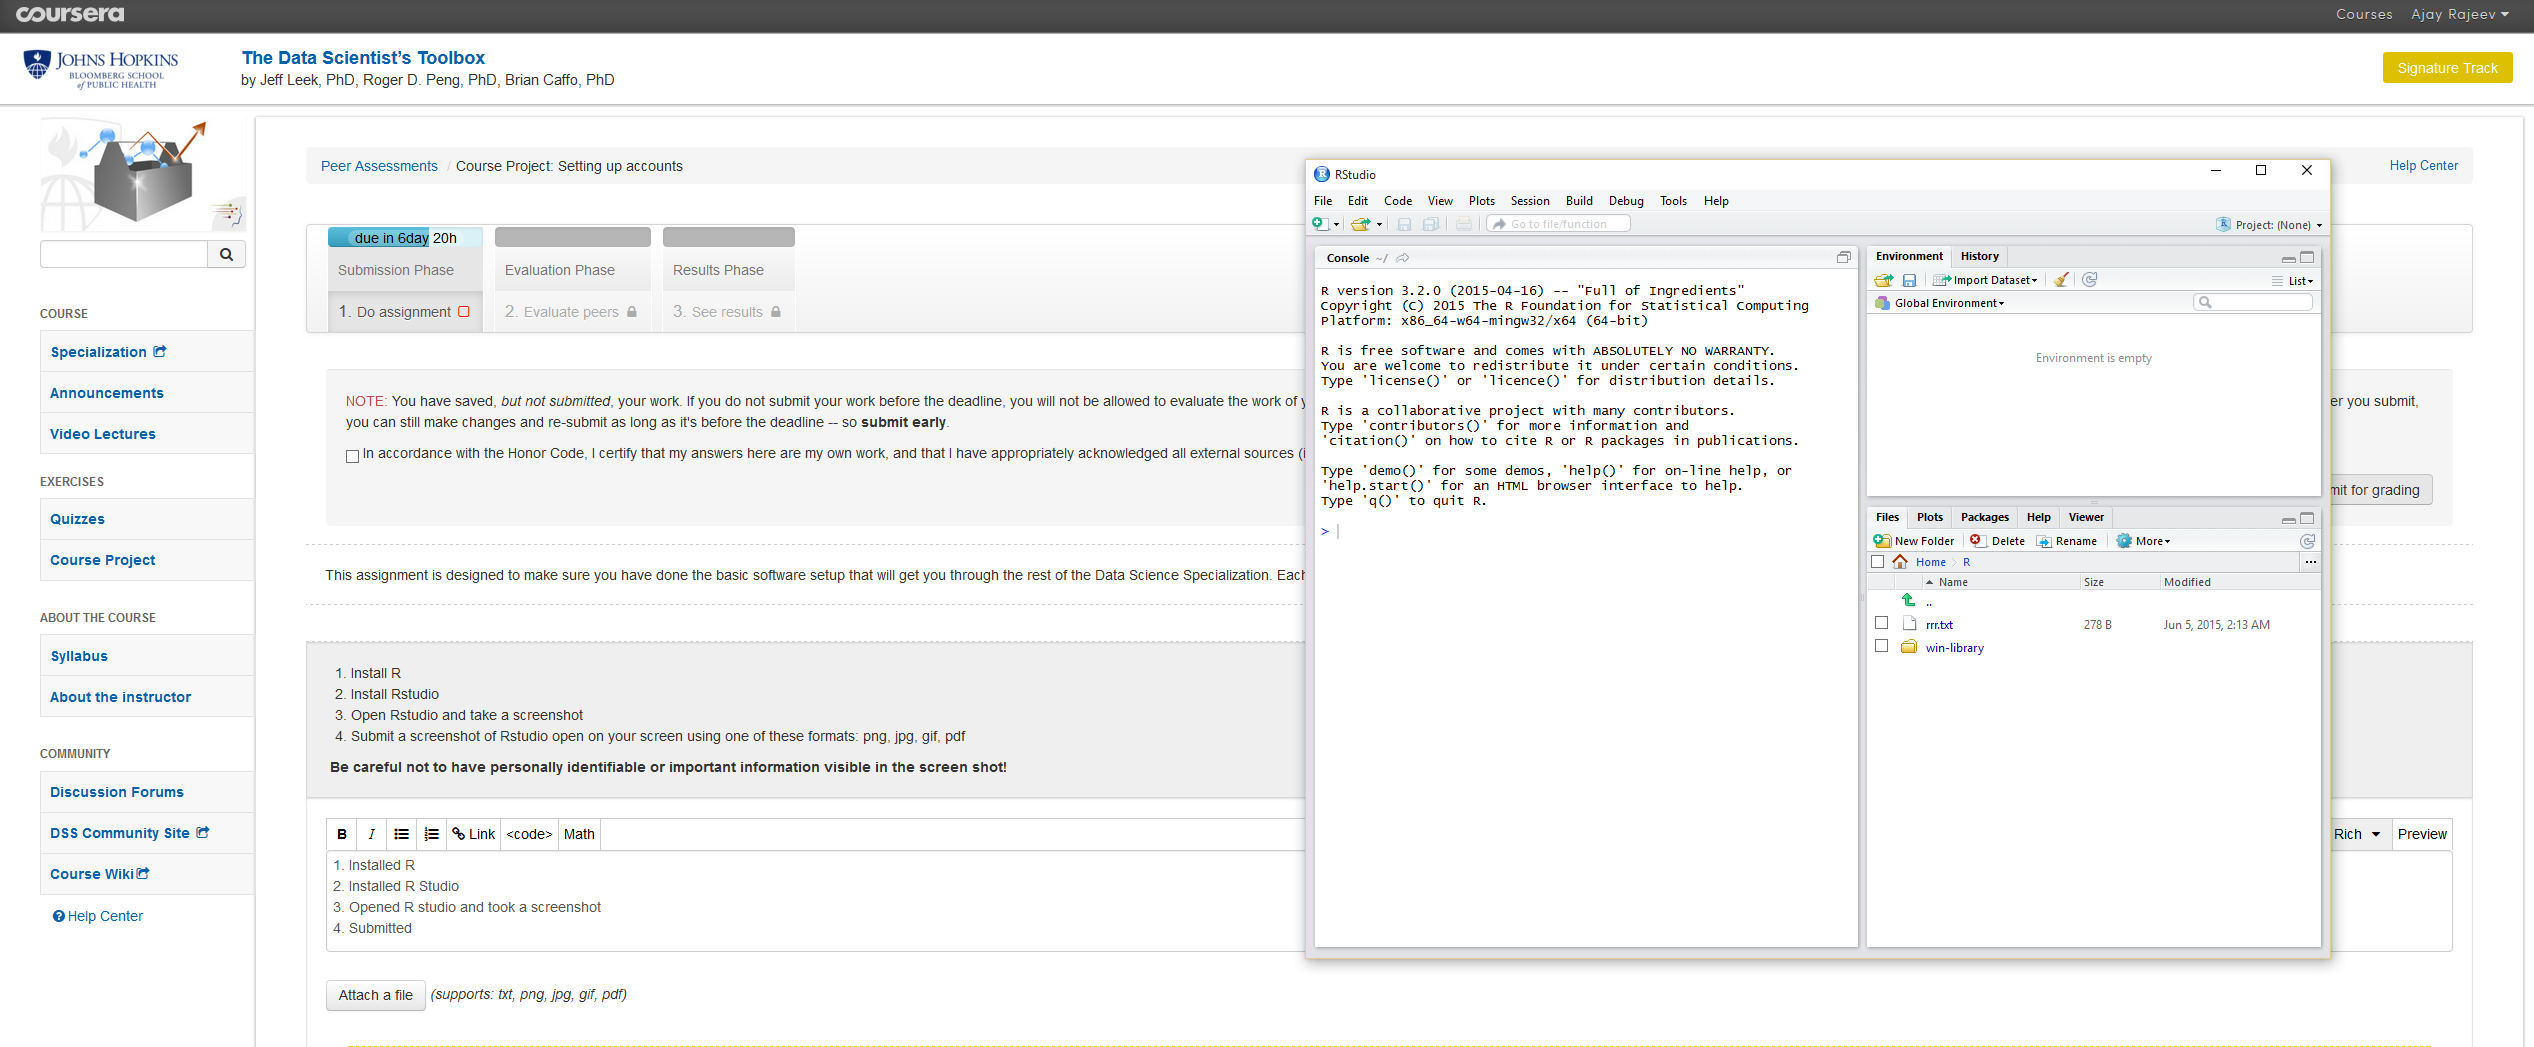 coursera
Courses Ajay Rajeev
JOHNS HOPKINS
BLOOMBERG SCHOOL
of PUBLIC HEALTH
The Data Scientist's Toolbox
by Jeff Leek, PhD, Roger D. Peng, PhD, Brian Caffo, PhD
Signature Track
COURSE
Specialization
Announcements
Video Lectures
EXERCISES
Quizzes
Course Project
ABOUT THE COURSE
Syllabus
About the instructor
COMMUNITY
Discussion Forums
DSS Community Site
Course Wiki
Help Center
Peer Assessments / Course Project: Setting up accounts
Help Center
due in 6day 20h
Submission Phase
1. Do assignment
Evaluation Phase
2. Evaluate peers
Results Phase
3. See results
NOTE: You have saved, but not submitted, your work. If you do not submit your work before the deadline, you will not be allowed to evaluate the work of
er you submit,
you can still make changes and re-submit as long as it's before the deadline -- so submit early.
In accordance with the Honor Code, I certify that my answers here are my own work, and that I have appropriately acknowledged all external sources (i
mit for grading
This assignment is designed to make sure you have done the basic software setup that will get you through the rest of the Data Science Specialization. Each
1. Install R
2. Install Rstudio
3. Open Rstudio and take a screenshot
4. Submit a screenshot of Rstudio open on your screen using one of these formats: png, jpg, gif, pdf
Be careful not to have personally identifiable or important information visible in the screen shot!
B I Link <code> Math
Rich Preview
1. Installed R
2. Installed R Studio
3. Opened R studio and took a screenshot
4. Submitted
Attach a file (supports: txt, png, jpg, gif, pdf)
RStudio
File Edit Code View Plots Session Build Debug Tools Help
Go to file/function
Project: (None)
Console ~/
R version 3.2.0 (2015-04-16) -- "Full of Ingredients"
Copyright (C) 2015 The R Foundation for Statistical Computing
Platform: x86_64-w64-mingw32/x64 (64-bit)
R is free software and comes with ABSOLUTELY NO WARRANTY.
You are welcome to redistribute it under certain conditions.
Type 'license()' or 'licence()' for distribution details.
R is a collaborative project with many contributors.
Type 'contributors()' for more information and
'citation()' on how to cite R or R packages in publications.
Type 'demo()' for some demos, 'help()' for on-line help, or
'help.start()' for an HTML browser interface to help.
Type 'q()' to quit R.
>
Environment History
Import Dataset List
Global Environment
Environment is empty
Files Plots Packages Help Viewer
New Folder Delete Rename More
Home R
Name Size Modified
..
rrr.txt 278 B Jun 5, 2015, 2:13 AM
win-library